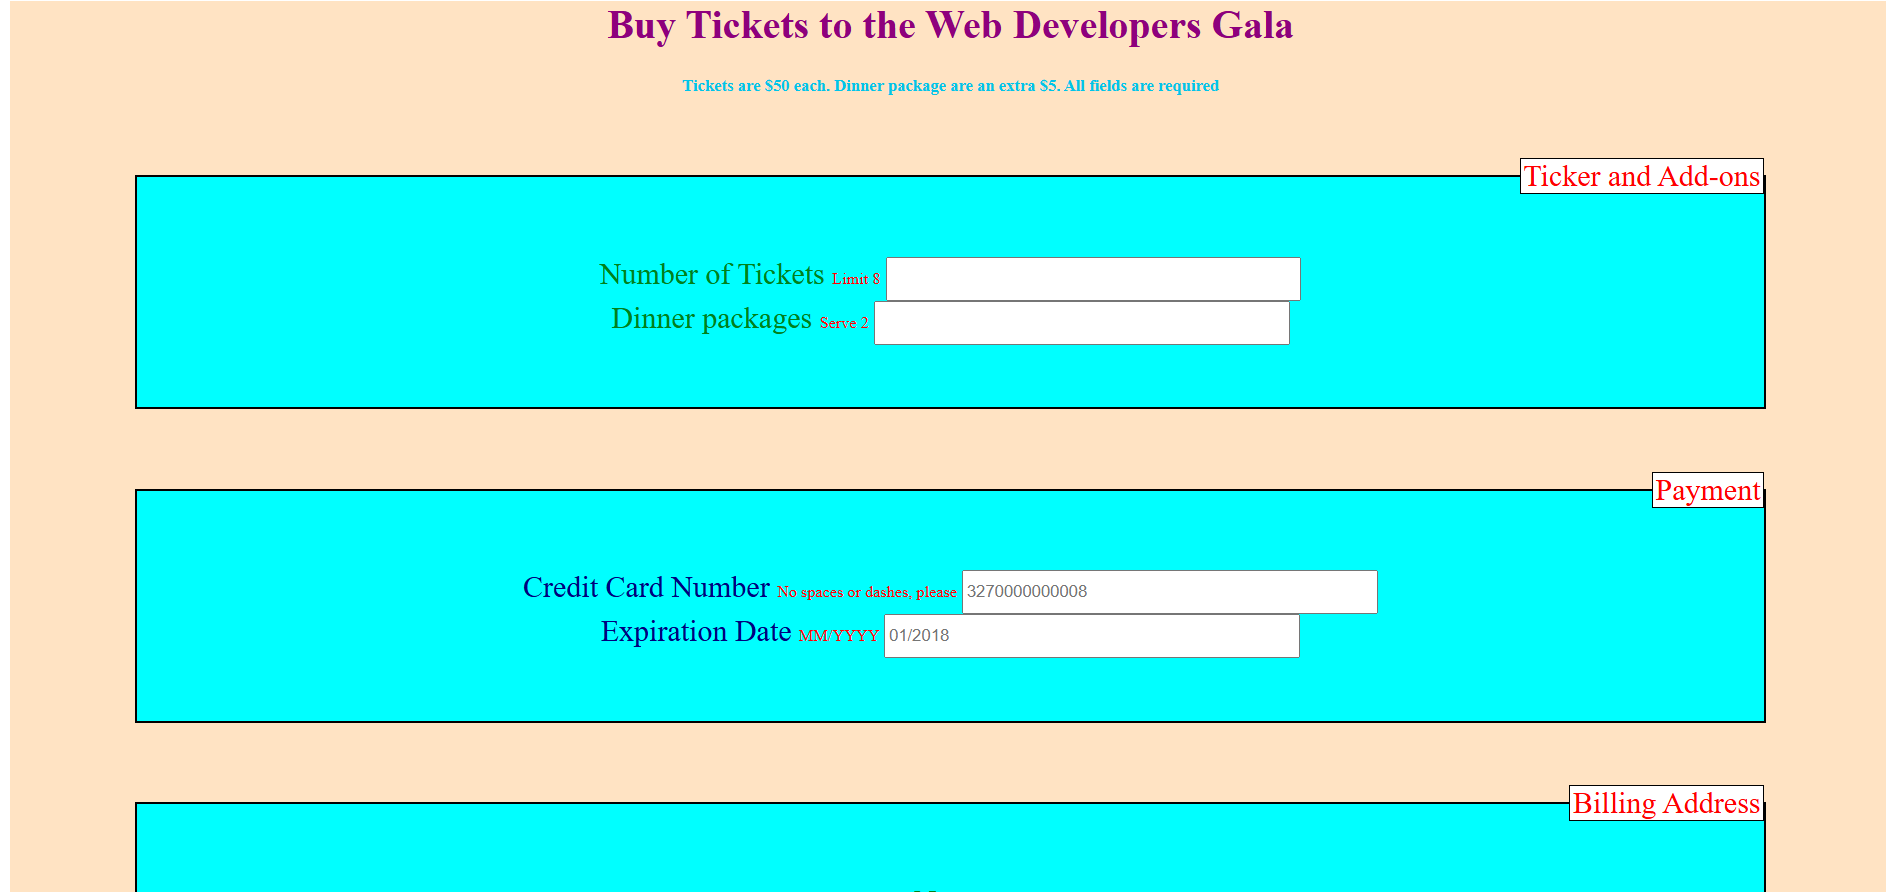 Buy Tickets to the Web Developers Gala
Tickets are $50 each. Dinner package are an extra $5. All fields are required
Ticker and Add-ons
Number of Tickets Limit 8
Dinner packages Serve 2
Payment
Credit Card Number No spaces or dashes, please 3270000000008
Expiration Date MM/YYYY 01/2018
Billing Address